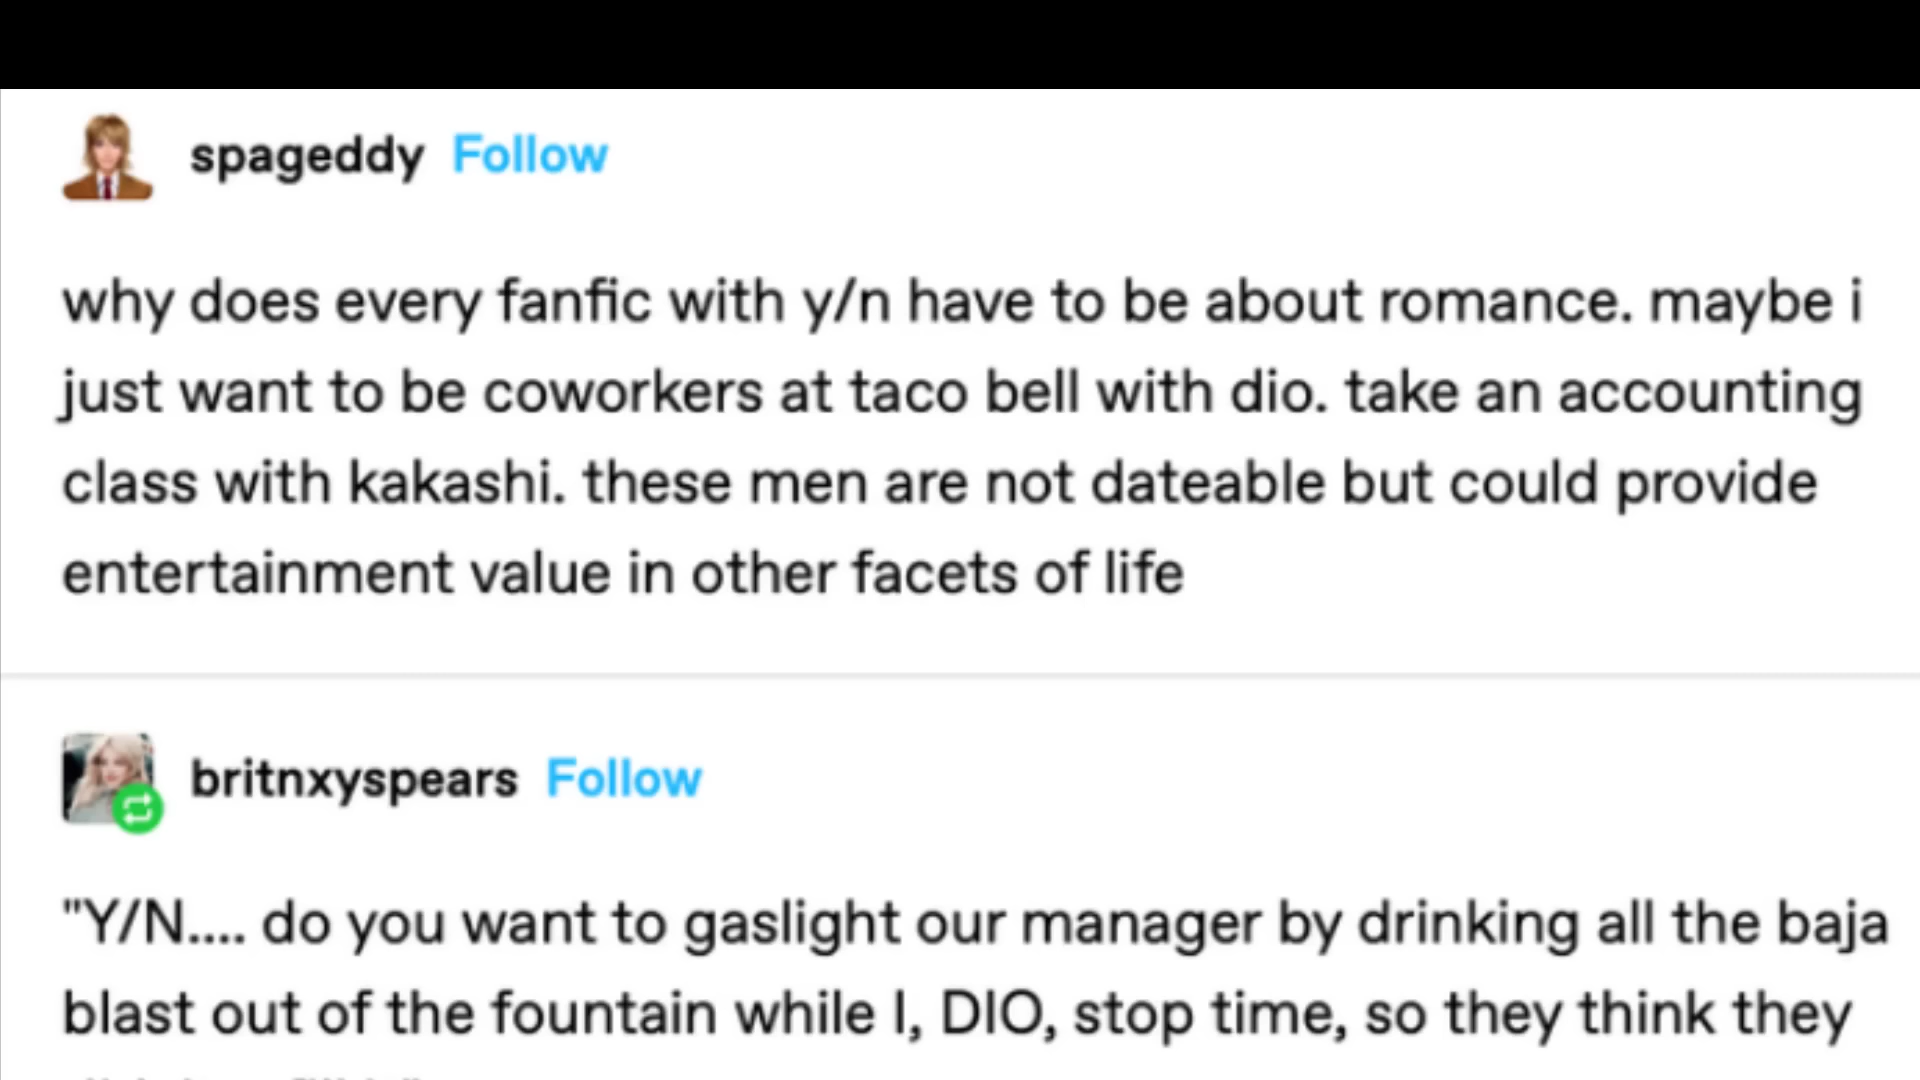 spageddy Follow
why does every fanfic with y/n have to be about romance. maybe i
just want to be coworkers at taco bell with dio. take an accounting
class with kakashi. these men are not dateable but could provide
entertainment value in other facets of life
britnxyspears Follow
"Y/N.... do you want to gaslight our manager by drinking all the baja
blast out of the fountain while I, DIO, stop time, so they think they